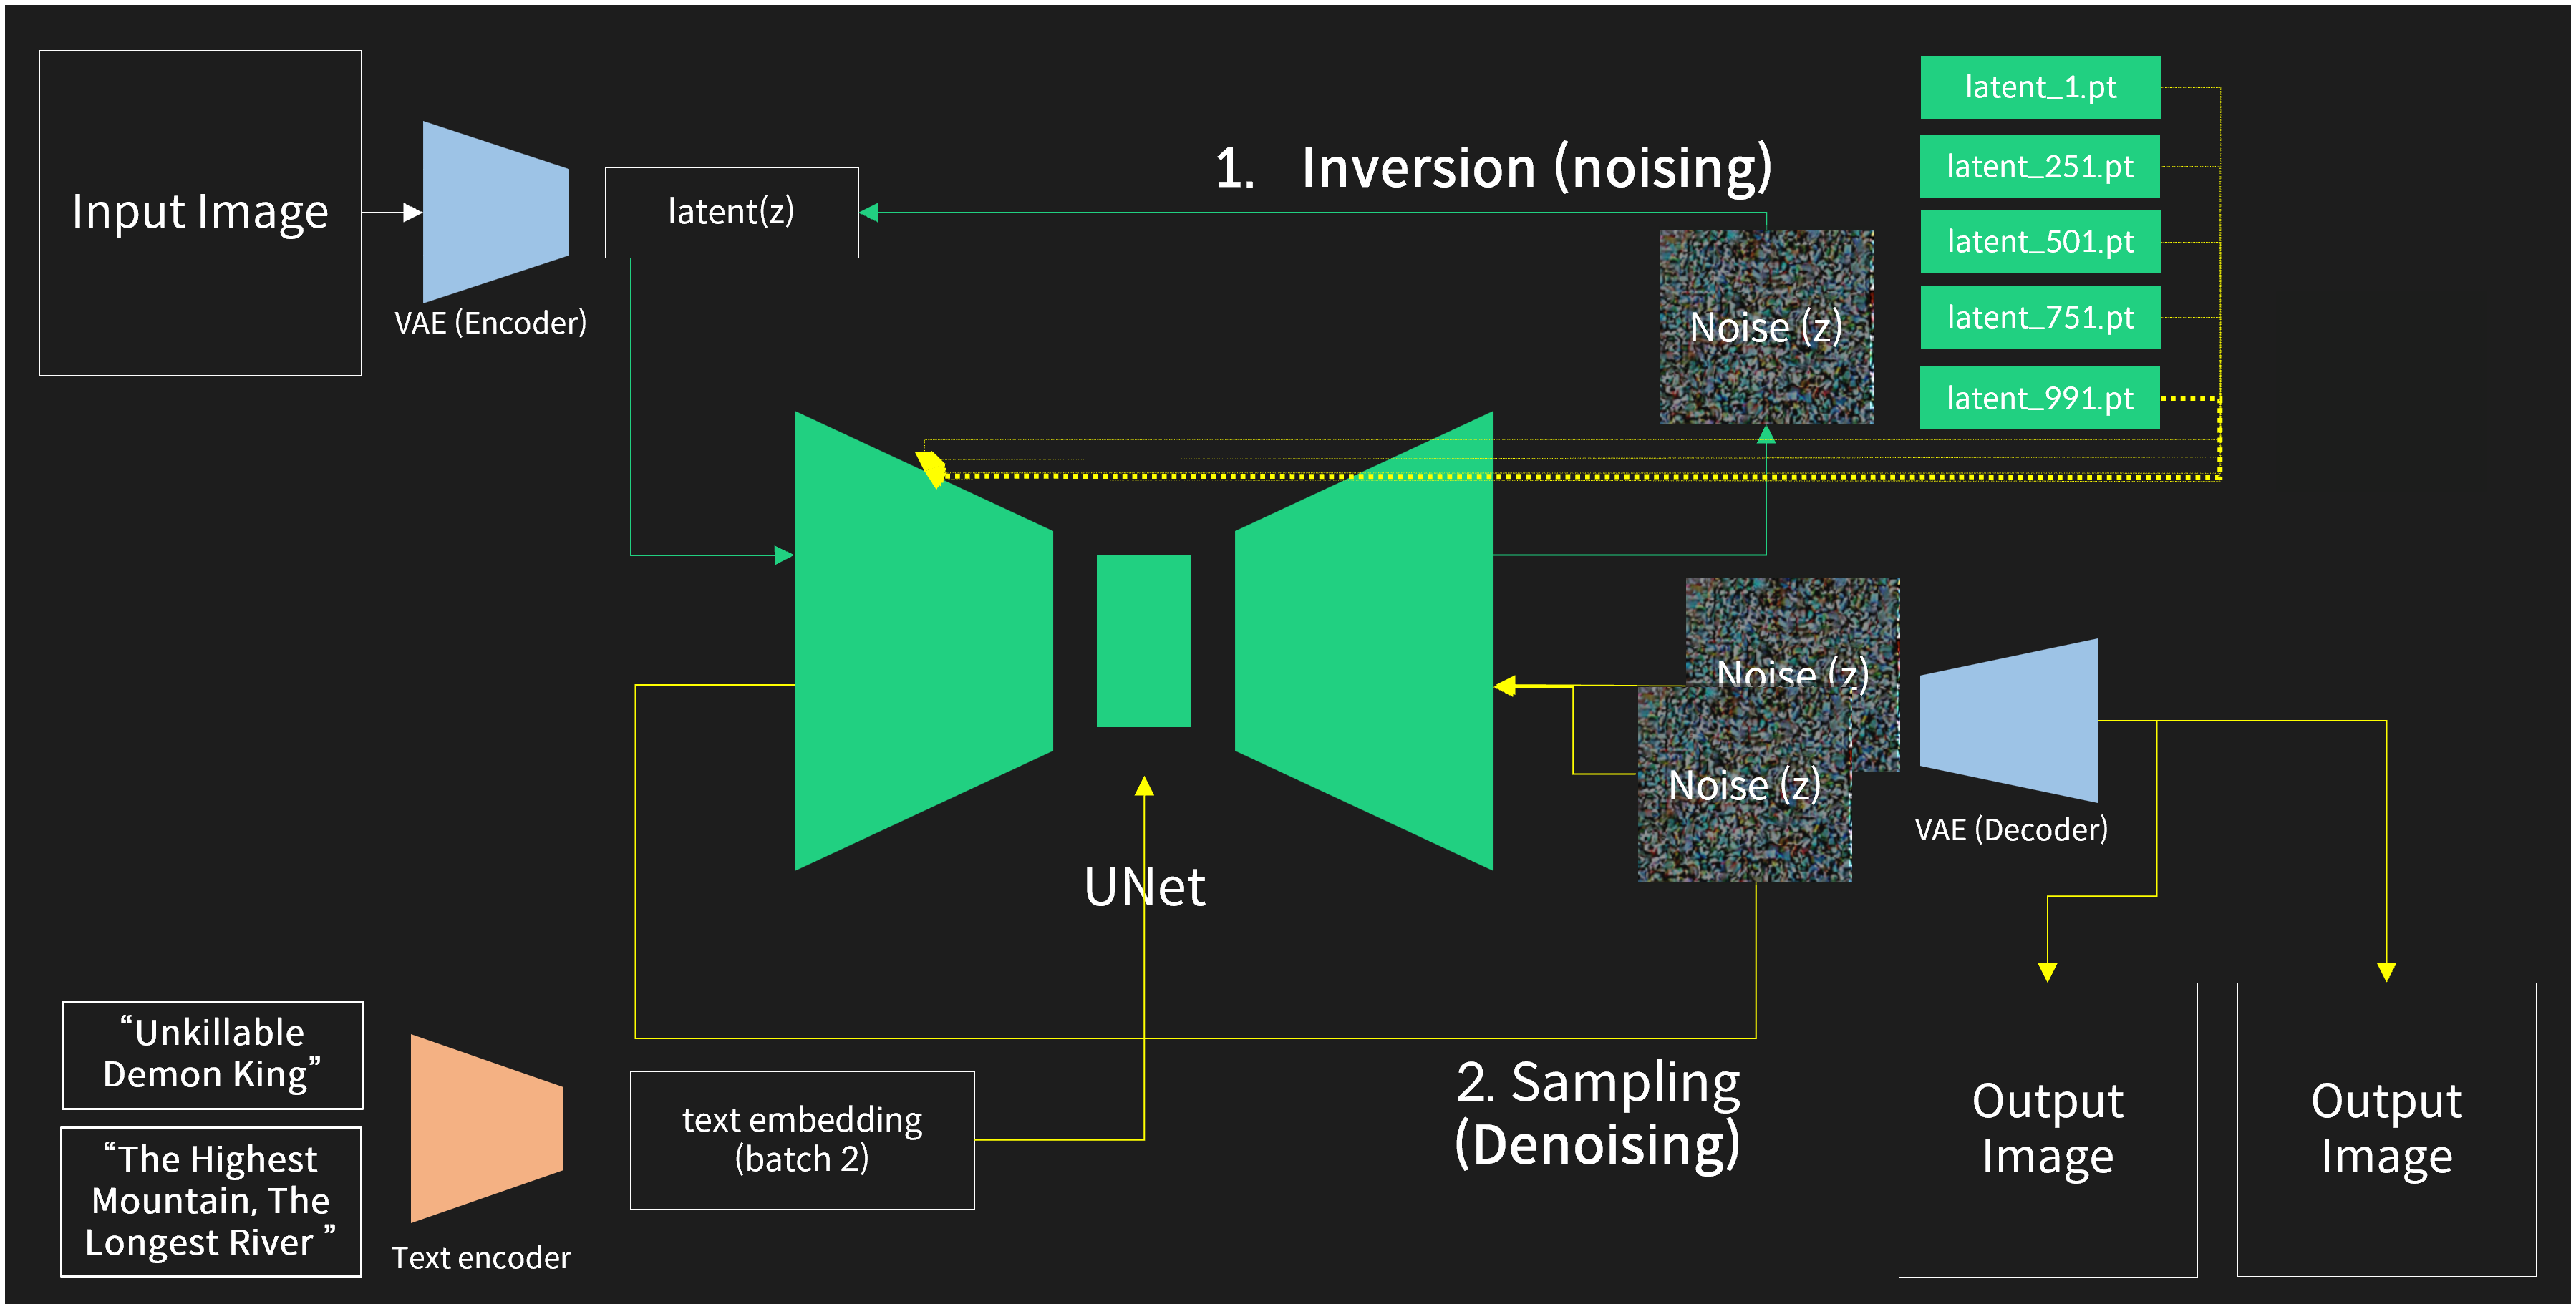 Input Image
VAE (Encoder)
latent(z)
1. Inversion (noising)
Noise (z)
latent_1.pt
latent_251.pt
latent_501.pt
latent_751.pt
latent_991.pt
UNet
Noise (z)
Noise (z)
VAE (Decoder)
“Unkillable
Demon King”
“The Highest
Mountain, The
Longest River ”
Text encoder
text embedding
(batch 2)
2. Sampling
(Denoising)
Output
Image
Output
Image